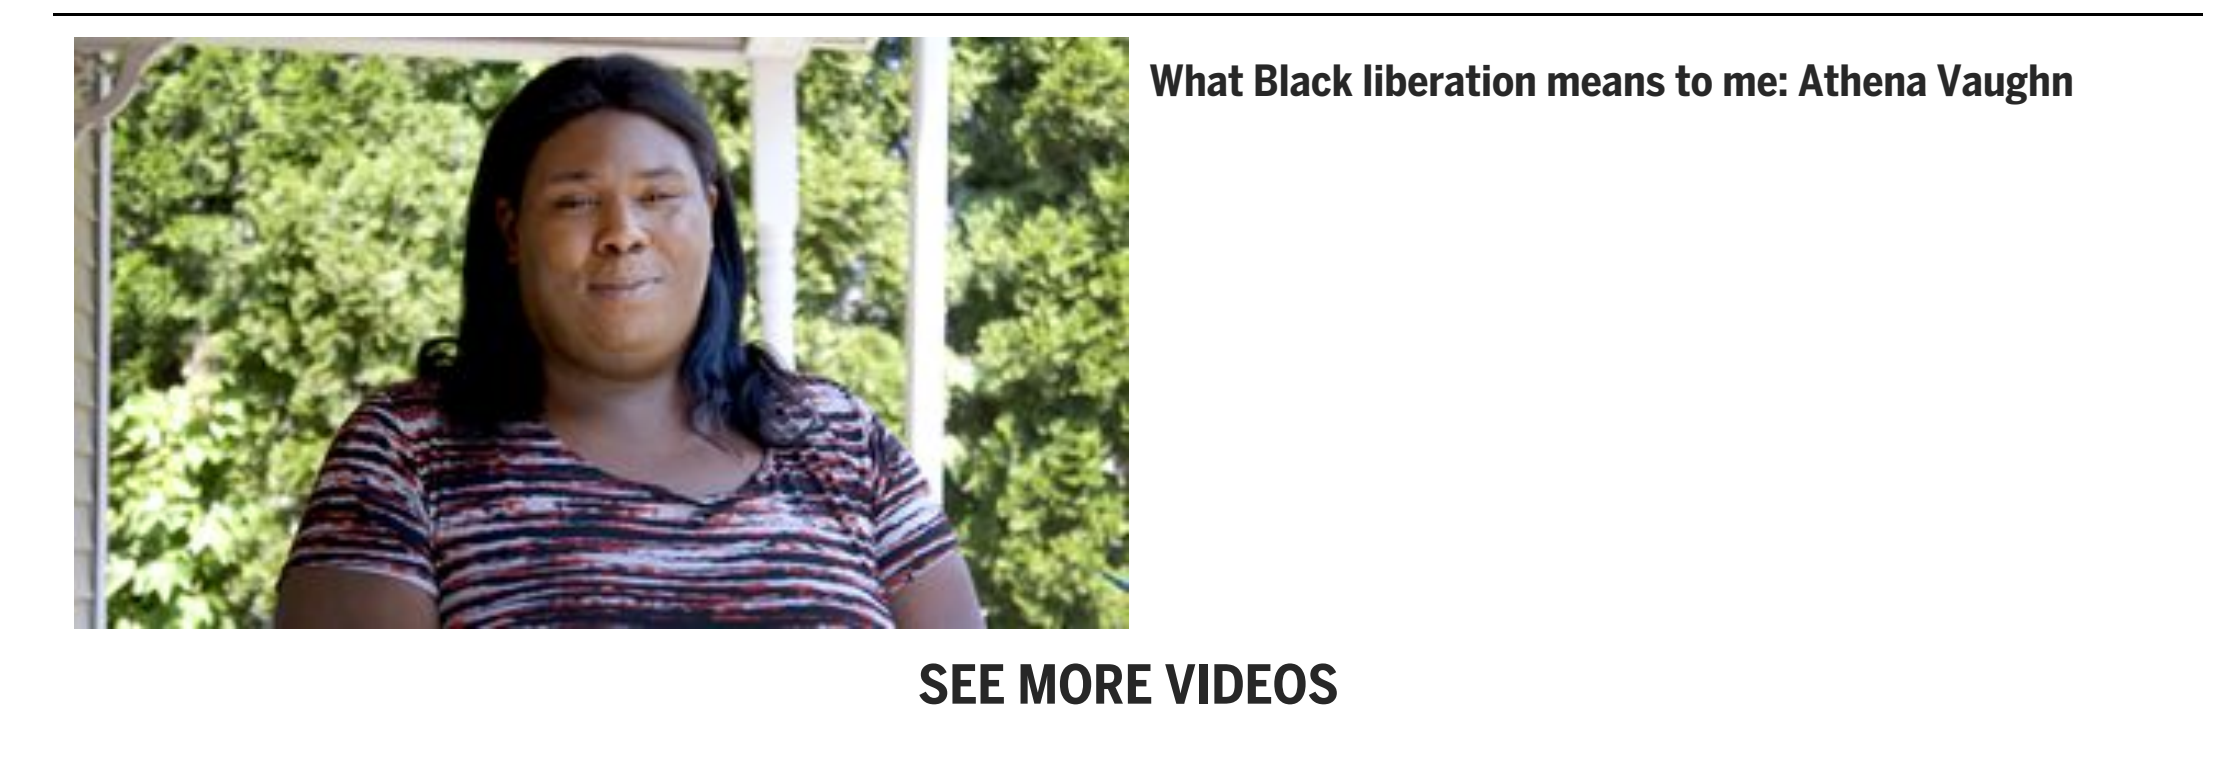 What Black liberation means to me: Athena Vaughn
SEE MORE VIDEOS